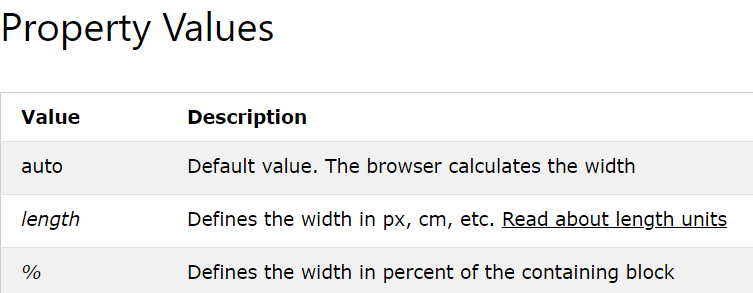 Property Values
Value Description
auto Default value. The browser calculates the width
length Defines the width in px, cm, etc. Read about length units
% Defines the width in percent of the containing block